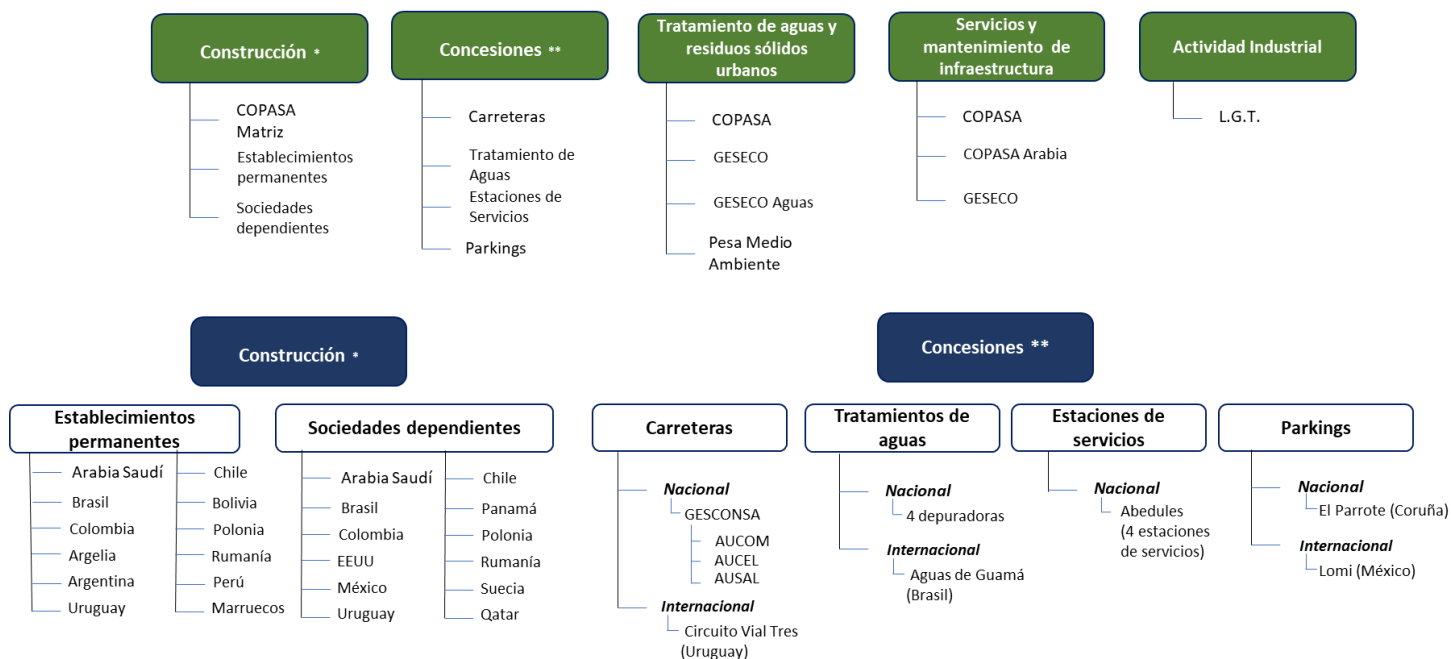 Construcción *
COPASA
Matriz
Establecimientos
permanentes
Sociedades
dependientes
Concesiones **
Carreteras
Tratamiento de
Aguas
Estaciones de
Servicios
Parkings
Tratamiento de aguas y
residuos sólidos
urbanos
COPASA
GESECO
GESECO Aguas
Pesa Medio
Ambiente
Servicios y
mantenimiento de
infraestructura
COPASA
COPASA Arabia
GESECO
Actividad Industrial
L.G.T.
Construcción *
Establecimientos
permanentes
Arabia Saudí
Brasil
Colombia
Argelia
Argentina
Uruguay
Chile
Bolivia
Polonia
Rumanía
Perú
Marruecos
Sociedades dependientes
Arabia Saudí
Brasil
Colombia
EEUU
México
Uruguay
Chile
Panamá
Polonia
Rumanía
Suecia
Qatar
Concesiones **
Carreteras
Nacional
GESCONSA
AUCOM
AUCEL
AUSAL
Internacional
Circuito Vial Tres
(Uruguay)
Tratamientos de
aguas
Nacional
4 depuradoras
Internacional
Aguas de Guamá
(Brasil)
Estaciones de
servicios
Nacional
Abedules
(4 estaciones
de servicios)
Parkings
Nacional
El Parrote (Coruña)
Internacional
Lomi (México)